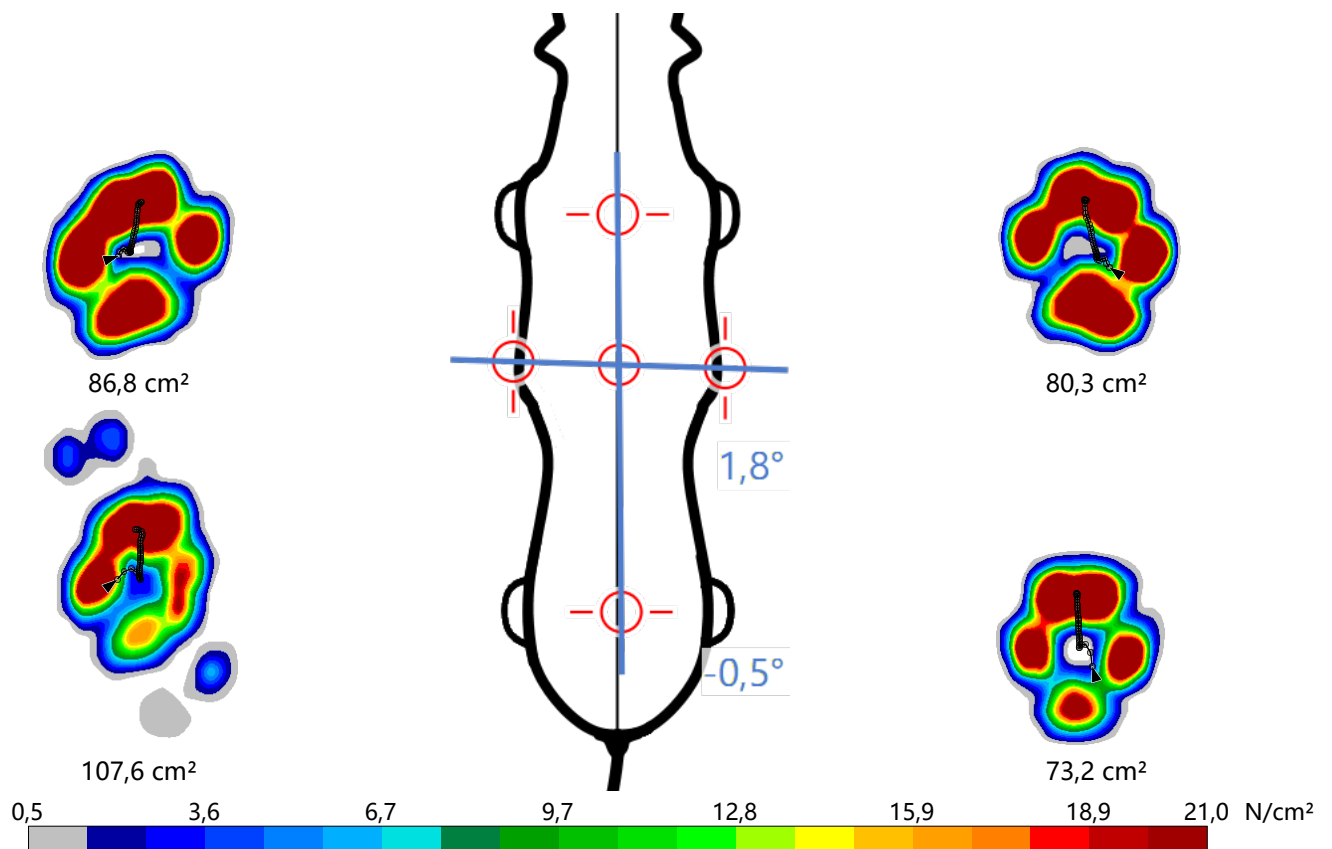 86,8 cm²
80,3 cm²
1,8°
-0,5°
107,6 cm²
73,2 cm²
0,5 3,6 6,7 9,7 12,8 15,9 18,9 21,0 N/cm²